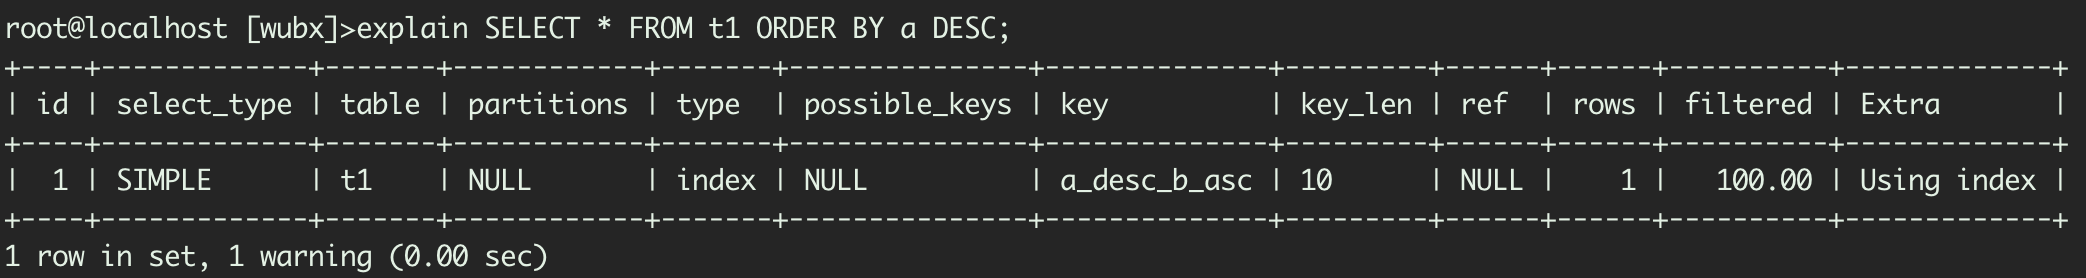 root@localhost [wubx]>explain SELECT * FROM t1 ORDER BY a DESC;
+----+-------------+-------+------------+-------+---------------+--------------+---------+------+------+----------+-------------+
| id | select_type | table | partitions | type  | possible_keys | key          | key_len | ref  | rows | filtered | Extra       |
+----+-------------+-------+------------+-------+---------------+--------------+---------+------+------+----------+-------------+
|  1 | SIMPLE      | t1    | NULL       | index | NULL          | a_desc_b_asc | 10      | NULL |    1 |   100.00 | Using index |
+----+-------------+-------+------------+-------+---------------+--------------+---------+------+------+----------+-------------+
1 row in set, 1 warning (0.00 sec)